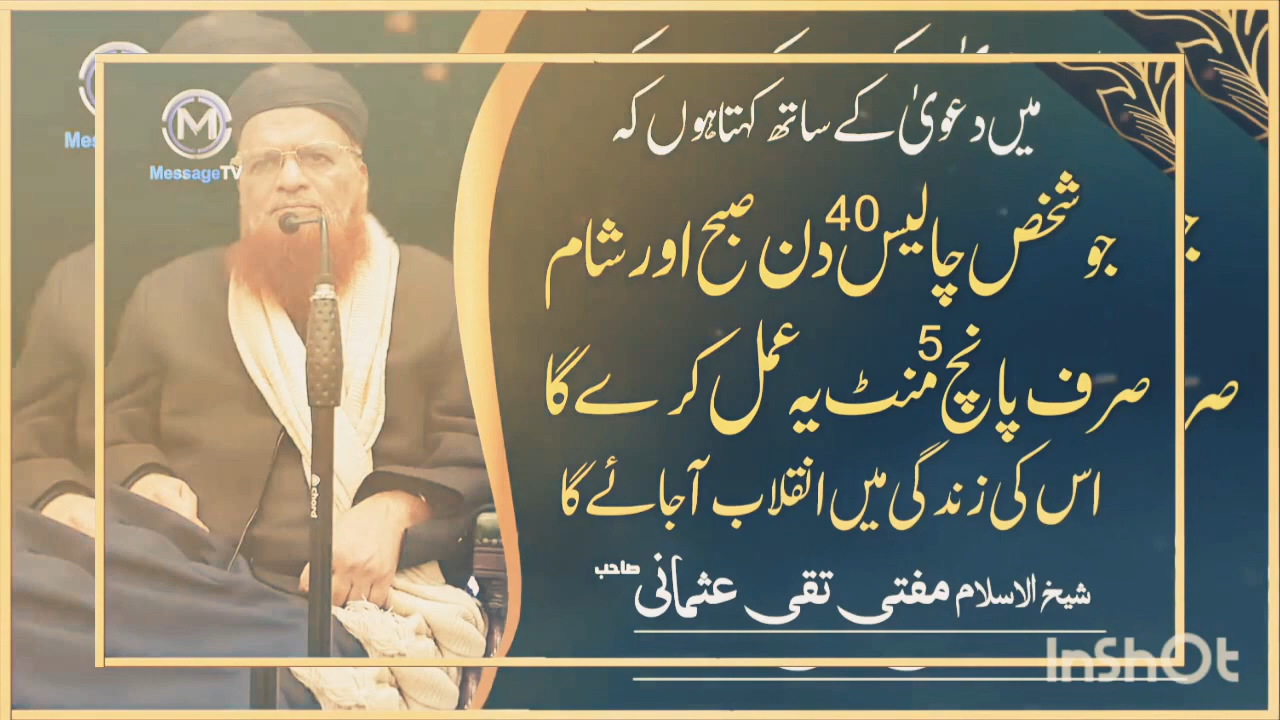 MessageTV
میں دعویٰ کے ساتھ کہتا ہوں کہ
جو شخص چالیس 40 دن صبح اور شام
صرف پانچ 5 منٹ یہ عمل کرے گا
اس کی زندگی میں انقلاب آجائے گا
شیخ الاسلام مفتی تقی عثمانی صاحب
Achord
InShOt